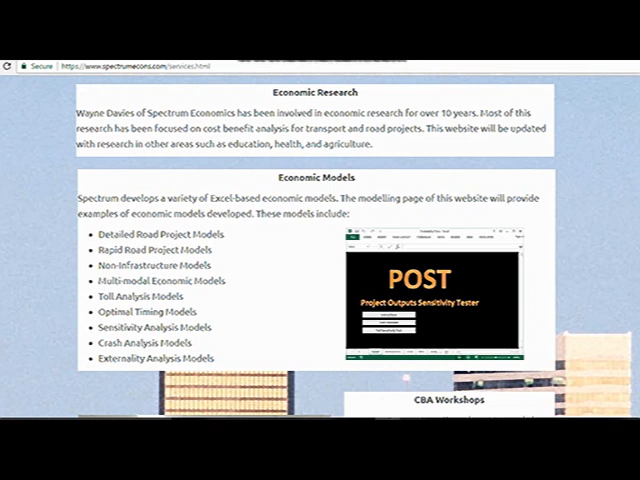 Secure https://www.spectrumecons.com/services.html
Economic Research
Wayne Davies of Spectrum Economics has been involved in economic research for over 10 years. Most of this
research has been focused on cost benefit analysis for transport and road projects. This website will be updated
with research in other areas such as education, health, and agriculture.
Economic Models
Spectrum develops a variety of Excel-based economic models. The modelling page of this website will provide
examples of economic models developed. These models include:
• Detailed Road Project Models
• Rapid Road Project Models
• Non-Infrastructure Models
• Multi-modal Economic Models
• Toll Analysis Models
• Optimal Timing Models
• Sensitivity Analysis Models
• Crash Analysis Models
• Externality Analysis Models
POST
Project Outputs Sensitivity Tester
CBA Workshops